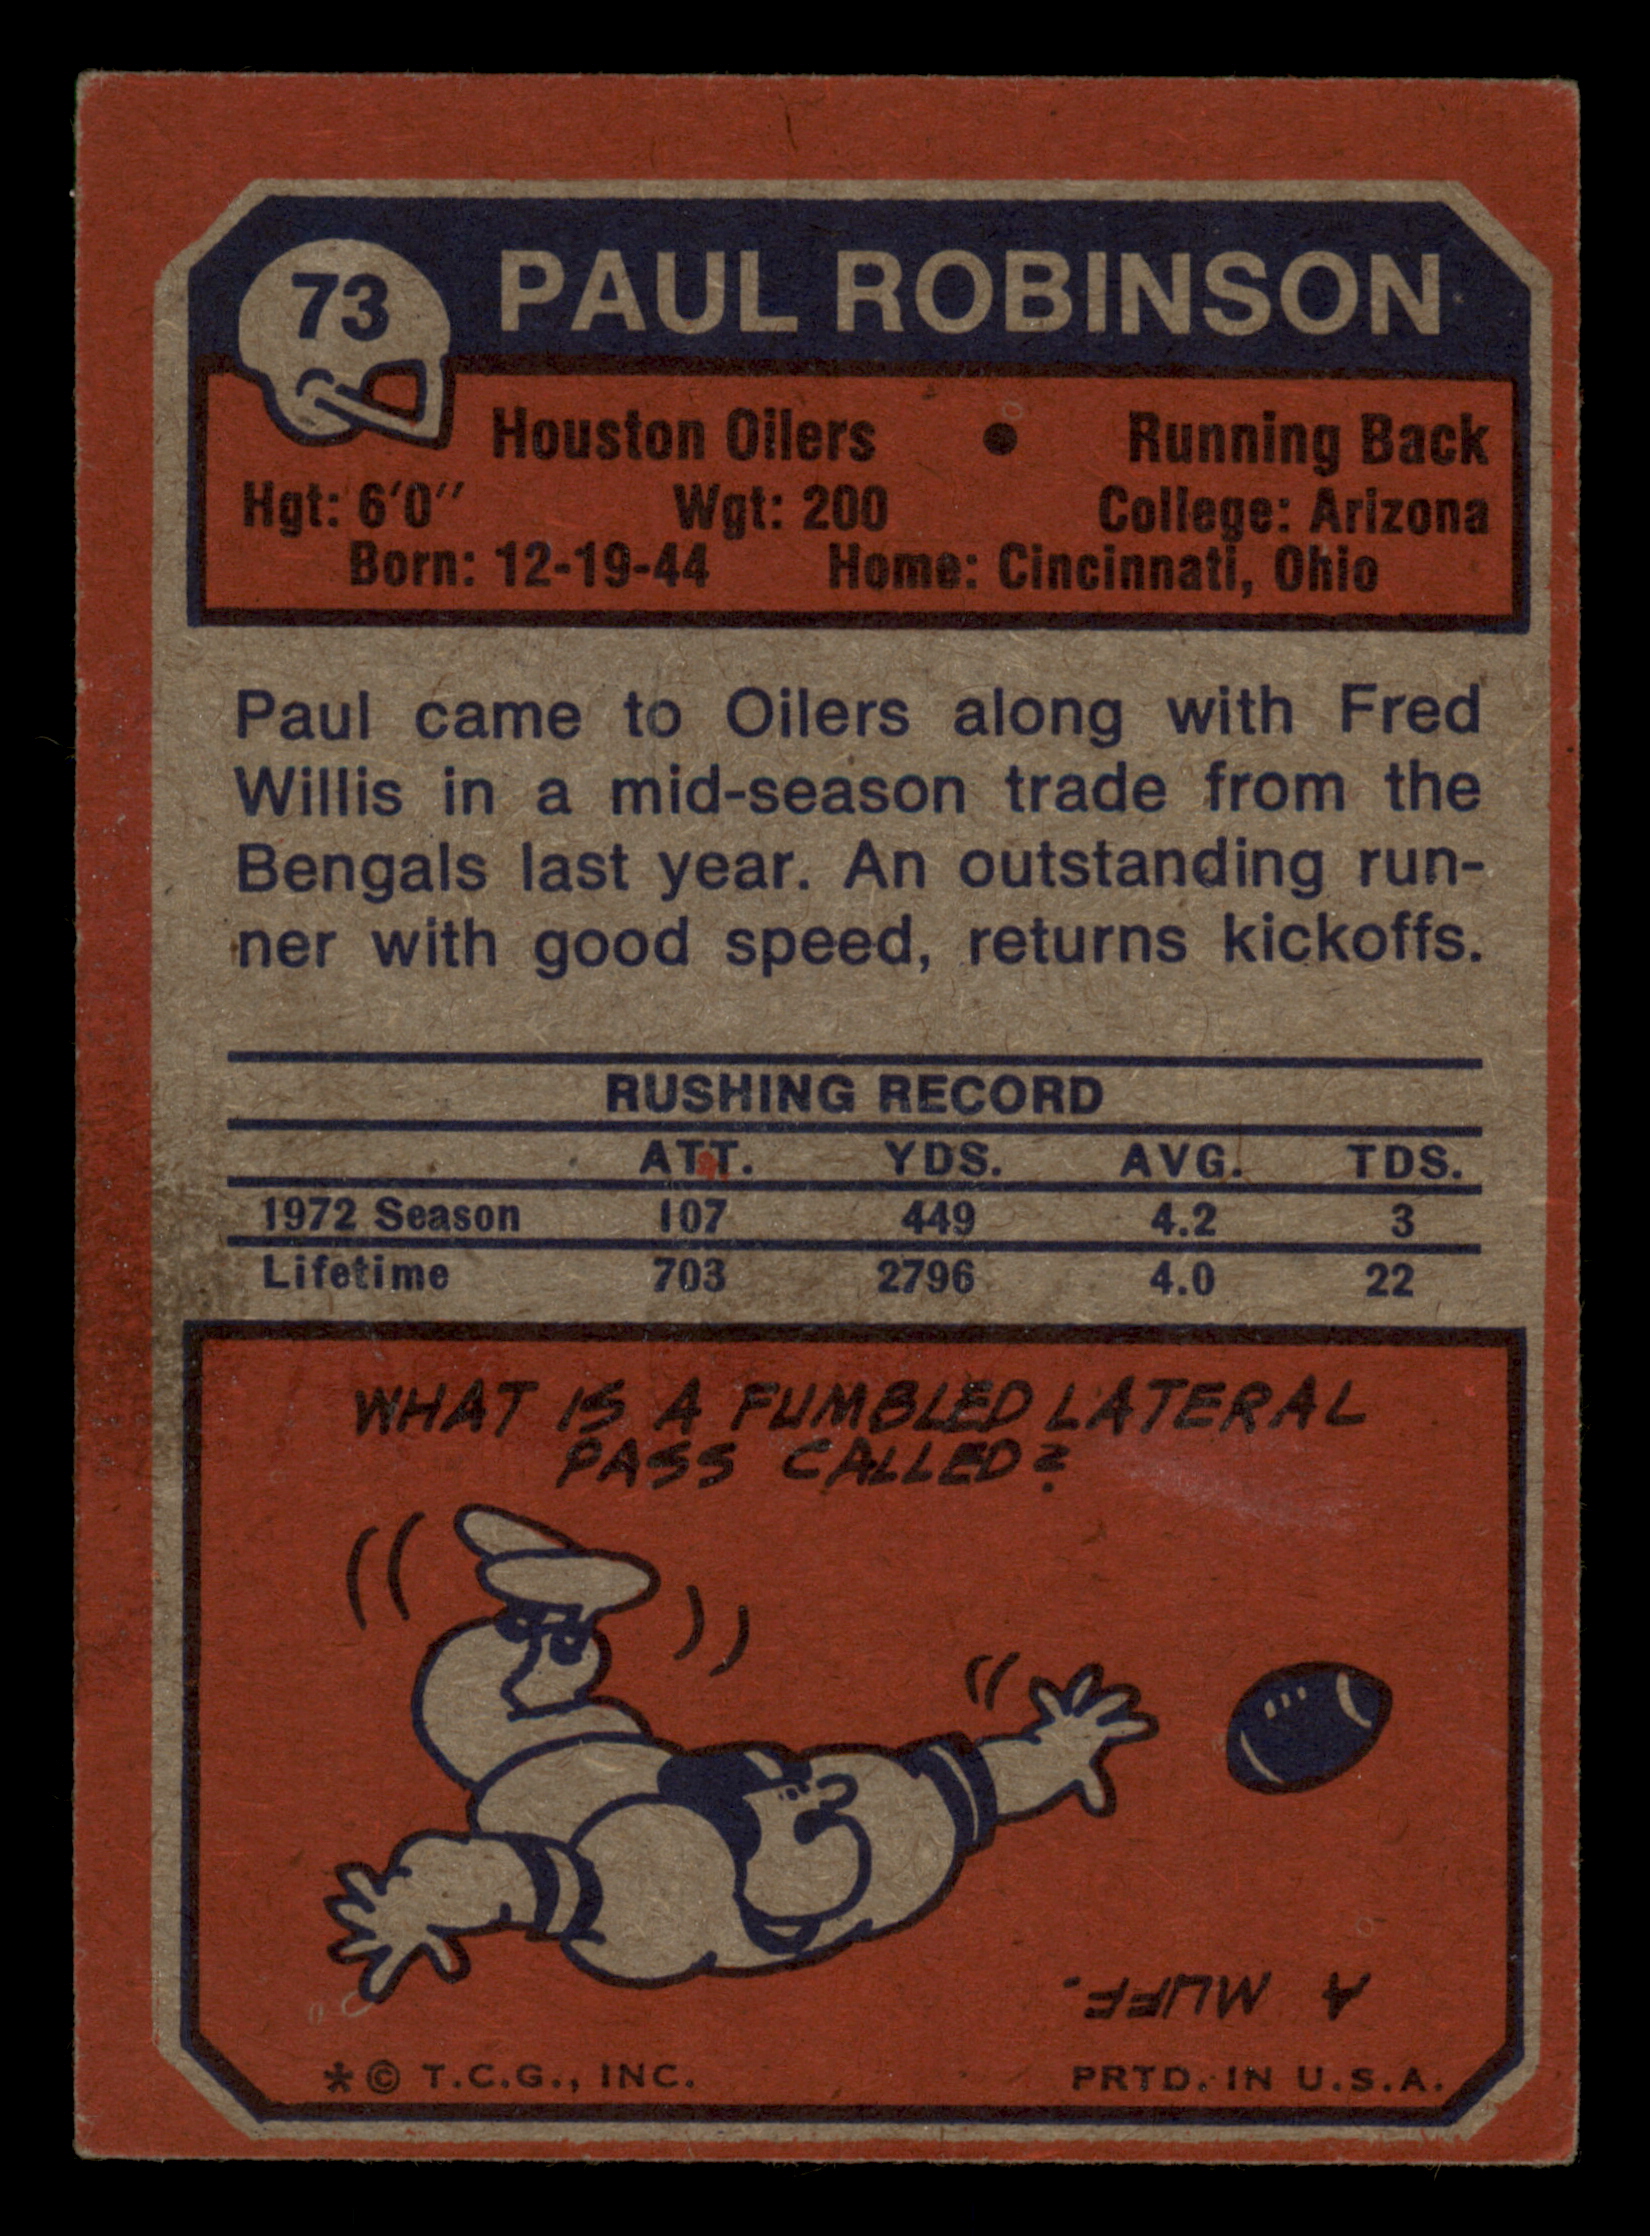 73
PAUL ROBINSON
Houston Oilers • Running Back
Hgt: 6'0" Wgt: 200 College: Arizona
Born: 12-19-44 Home: Cincinnati, Ohio
Paul came to Oilers along with Fred
Willis in a mid-season trade from the
Bengals last year. An outstanding run-
ner with good speed, returns kickoffs.
RUSHING RECORD
ATT. YDS. AVG. TDS.
1972 Season 107 449 4.2 3
Lifetime 703 2796 4.0 22
WHAT IS A FUMBLED LATERAL
PASS CALLED?
A MUFF.
*© T.C.G., INC. PRTD. IN U.S.A.